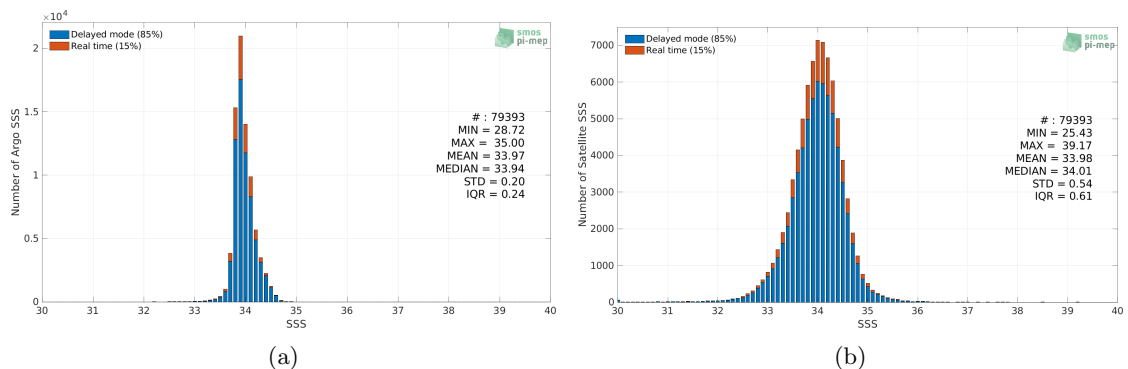 ×10⁴
Delayed mode (85%)
Real time (15%)
smos
pi-mep
2
1.5
1
0.5
0
Number of Argo SSS
# : 79393
MIN = 28.72
MAX = 35.00
MEAN = 33.97
MEDIAN = 33.94
STD = 0.20
IQR = 0.24
30 31 32 33 34 35 36 37 38 39 40
SSS
(a)
Delayed mode (85%)
Real time (15%)
smos
pi-mep
7000
6000
5000
4000
3000
2000
1000
0
Number of Satellite SSS
# : 79393
MIN = 25.43
MAX = 39.17
MEAN = 33.98
MEDIAN = 34.01
STD = 0.54
IQR = 0.61
30 31 32 33 34 35 36 37 38 39 40
SSS
(b)